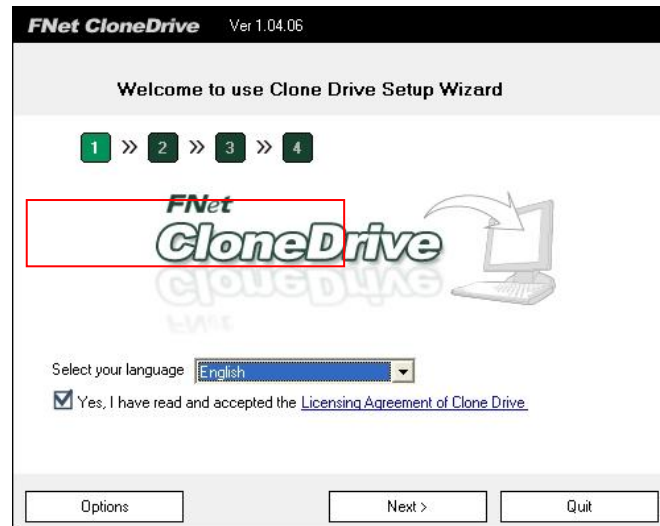 FNet CloneDrive Ver 1.04.06
Welcome to use Clone Drive Setup Wizard
1 » 2 » 3 » 4
FNet
CloneDrive
Select your language English
Yes, I have read and accepted the Licensing Agreement of Clone Drive
Options Next > Quit